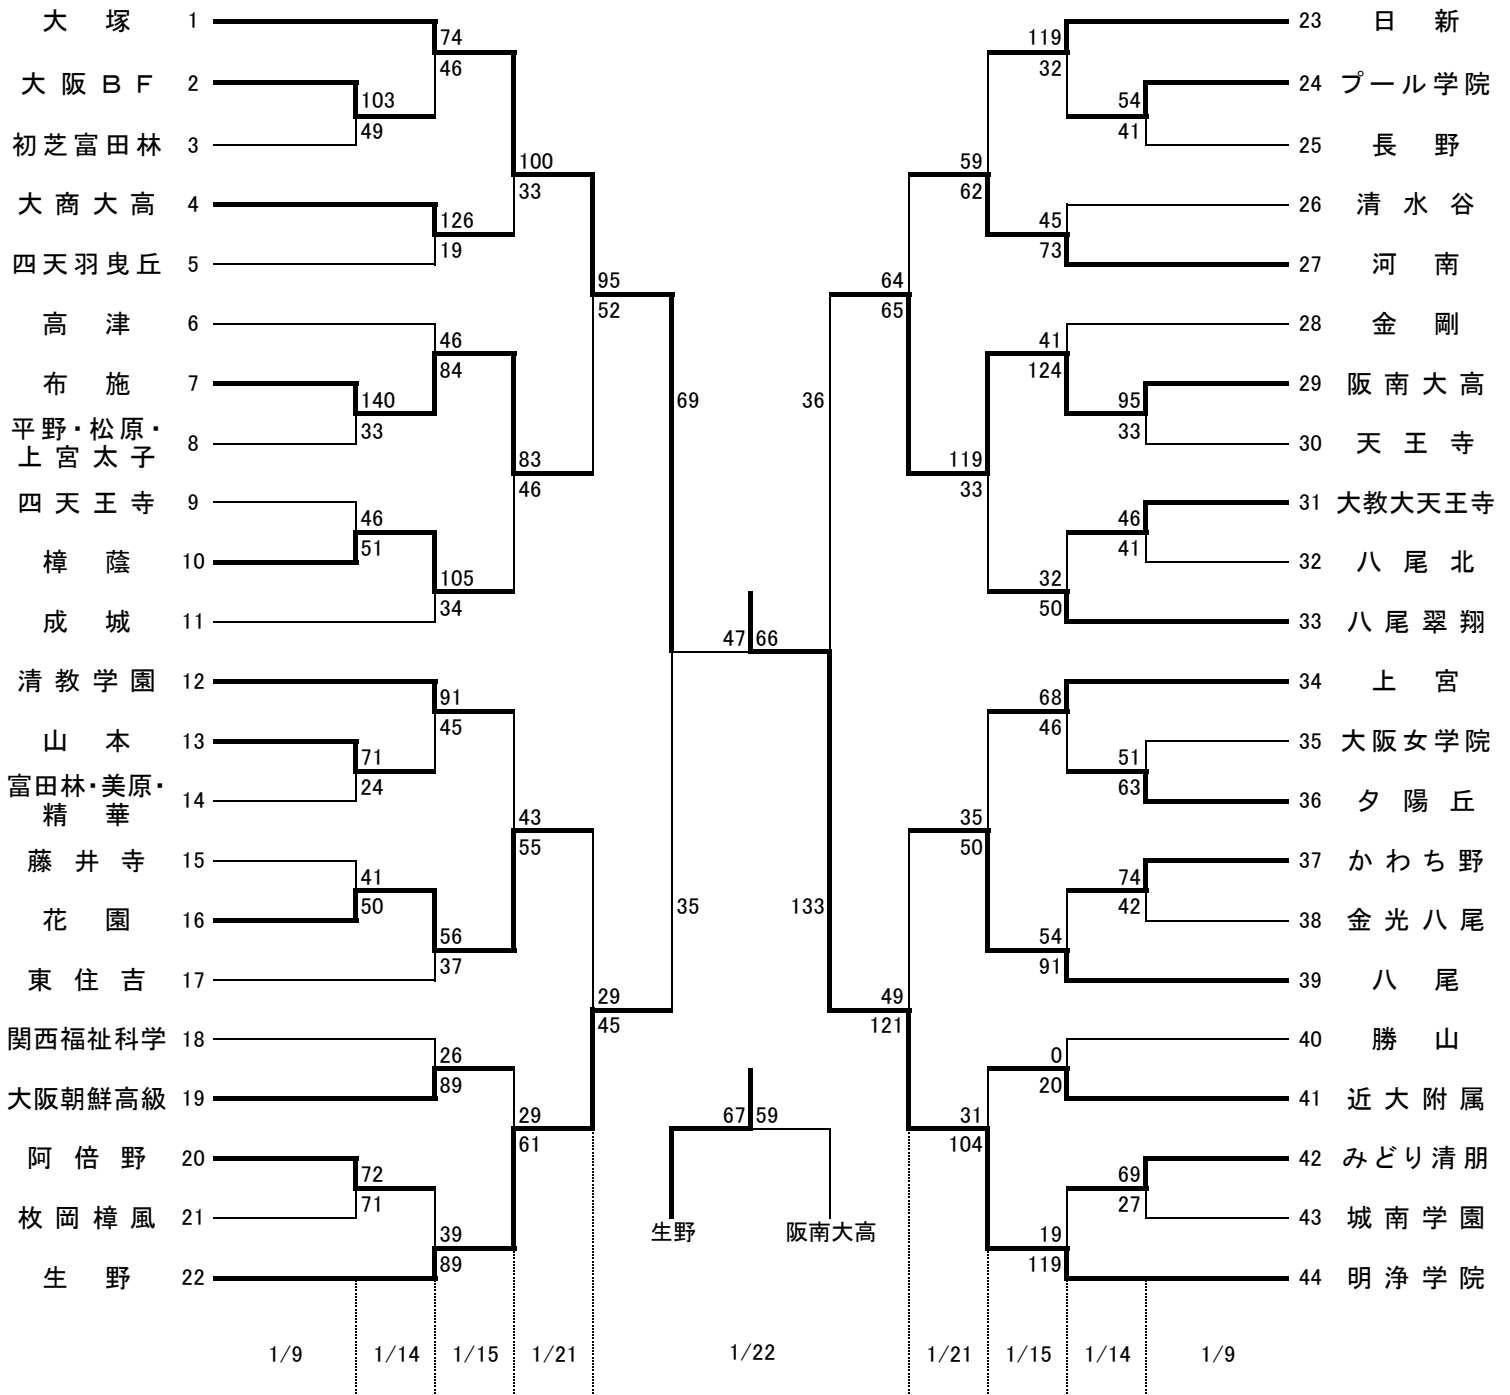 大塚 1
74
46
大阪ＢＦ 2
103
49
初芝富田林 3
100
33
大商大高 4
126
19
四天羽曳丘 5
95
52
高津 6
46
84
布施 7
140
33
平野・松原・
上宮太子 8
83
46
四天王寺 9
46
51
樟蔭 10
105
34
成城 11
69
清教学園 12
91
45
山本 13
71
24
富田林・美原・
精華 14
43
55
藤井寺 15
41
50
花園 16
56
37
東住吉 17
29
45
関西福祉科学 18
26
89
大阪朝鮮高級 19
29
61
阿倍野 20
72
71
枚岡樟風 21
39
89
生野 22
35
47 66
36
133
67 59
生野 阪南大高
23 日新
119
32
24 プール学院
54
41
25 長野
59
62
26 清水谷
45
73
27 河南
64
65
28 金剛
41
124
29 阪南大高
95
33
30 天王寺
119
33
31 大教大天王寺
46
41
32 八尾北
32
50
33 八尾翠翔
34 上宮
68
46
35 大阪女学院
51
63
36 夕陽丘
35
50
37 かわち野
74
42
38 金光八尾
54
91
39 八尾
49
121
40 勝山
0
20
41 近大附属
31
104
42 みどり清朋
69
27
43 城南学園
19
119
44 明浄学院
1/9 1/14 1/15 1/21 1/22 1/21 1/15 1/14 1/9